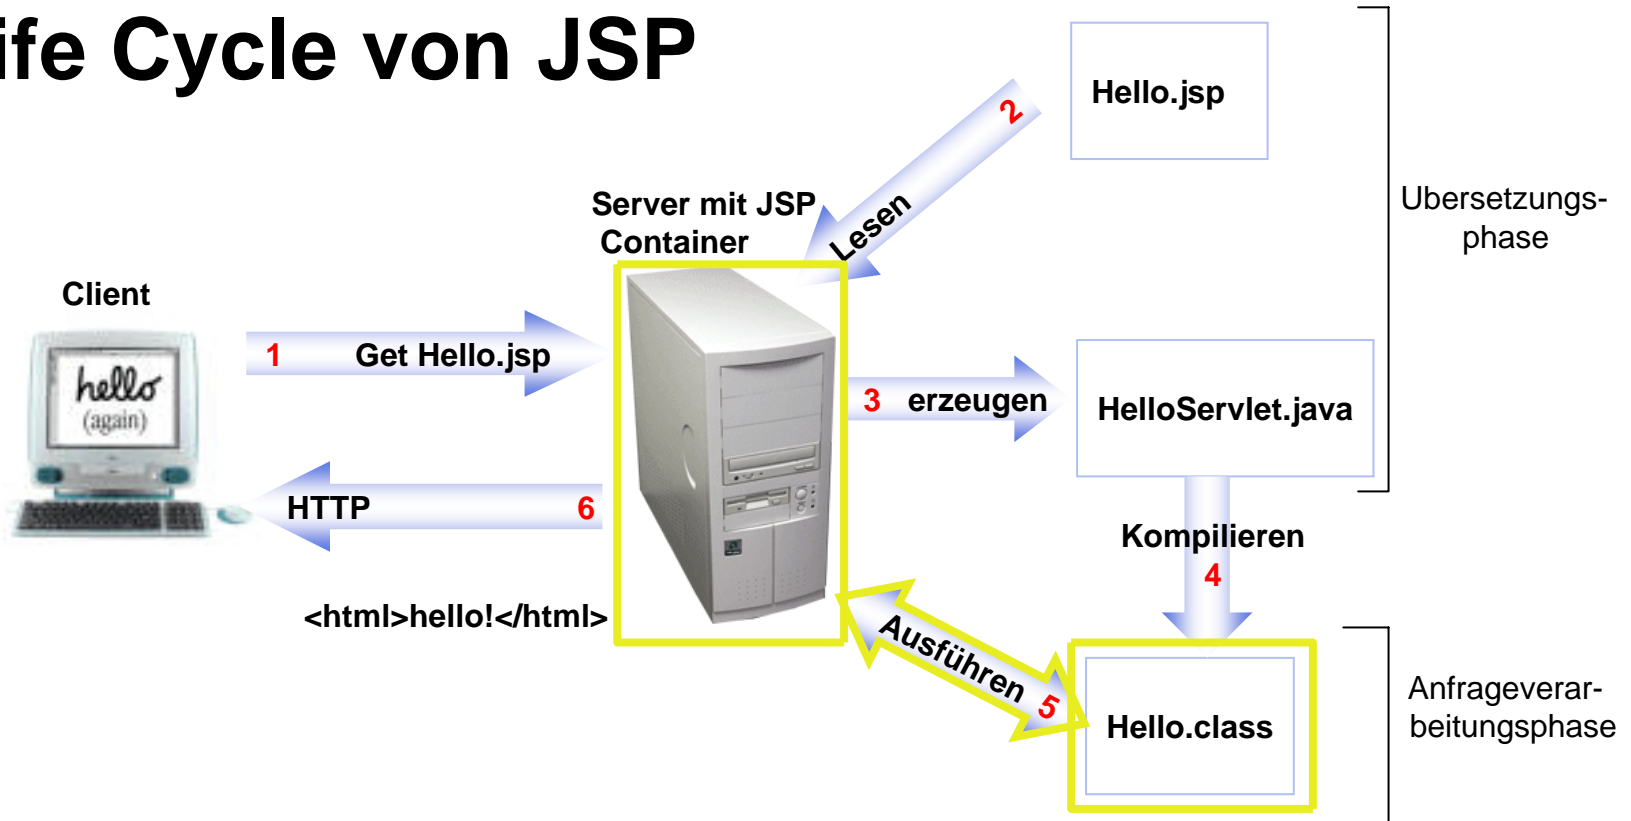 ife Cycle von JSP
Hello.jsp
2
Lesen
Ubersetzungs-
phase
Server mit JSP
Container
Client
hello
(again)
1 Get Hello.jsp
3 erzeugen
HelloServlet.java
HTTP 6
Kompilieren
4
<html>hello!</html>
Ausführen 5
Hello.class
Anfrageverar-
beitungsphase